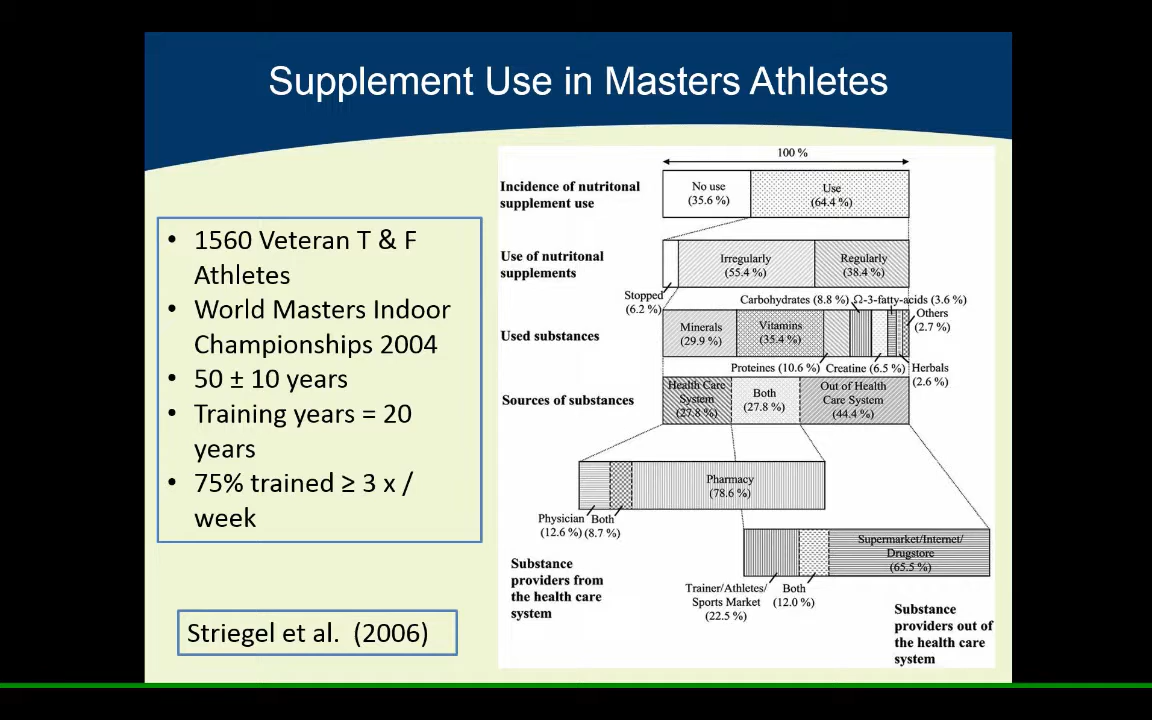 Supplement Use in Masters Athletes
• 1560 Veteran T & F
Athletes
• World Masters Indoor
Championships 2004
• 50 ± 10 years
• Training years = 20
years
• 75% trained ≥ 3 x /
week
Striegel et al. (2006)
100 %
Incidence of nutritonal
supplement use
No use
(35.6 %)
Use
(64.4 %)
Use of nutritonal
supplements
Irregularly
(55.4 %)
Regularly
(38.4 %)
Stopped
(6.2 %)
Carbohydrates (8.8 %)
Ω-3-fatty-acids (3.6 %)
Others
(2.7 %)
Used substances
Minerals
(29.9 %)
Vitamins
(35.4 %)
Proteines (10.6 %)
Creatine (6.5 %)
Herbals
(2.6 %)
Sources of substances
Health Care
System
(27.8 %)
Both
(27.8 %)
Out of Health
Care System
(44.4 %)
Pharmacy
(78.6 %)
Physician
(12.6 %)
Both
(8.7 %)
Supermarket/Internet/
Drugstore
(65.5 %)
Substance
providers from
the health care
system
Trainer/Athletes/
Sports Market
(22.5 %)
Both
(12.0 %)
Substance
providers out of
the health care
system